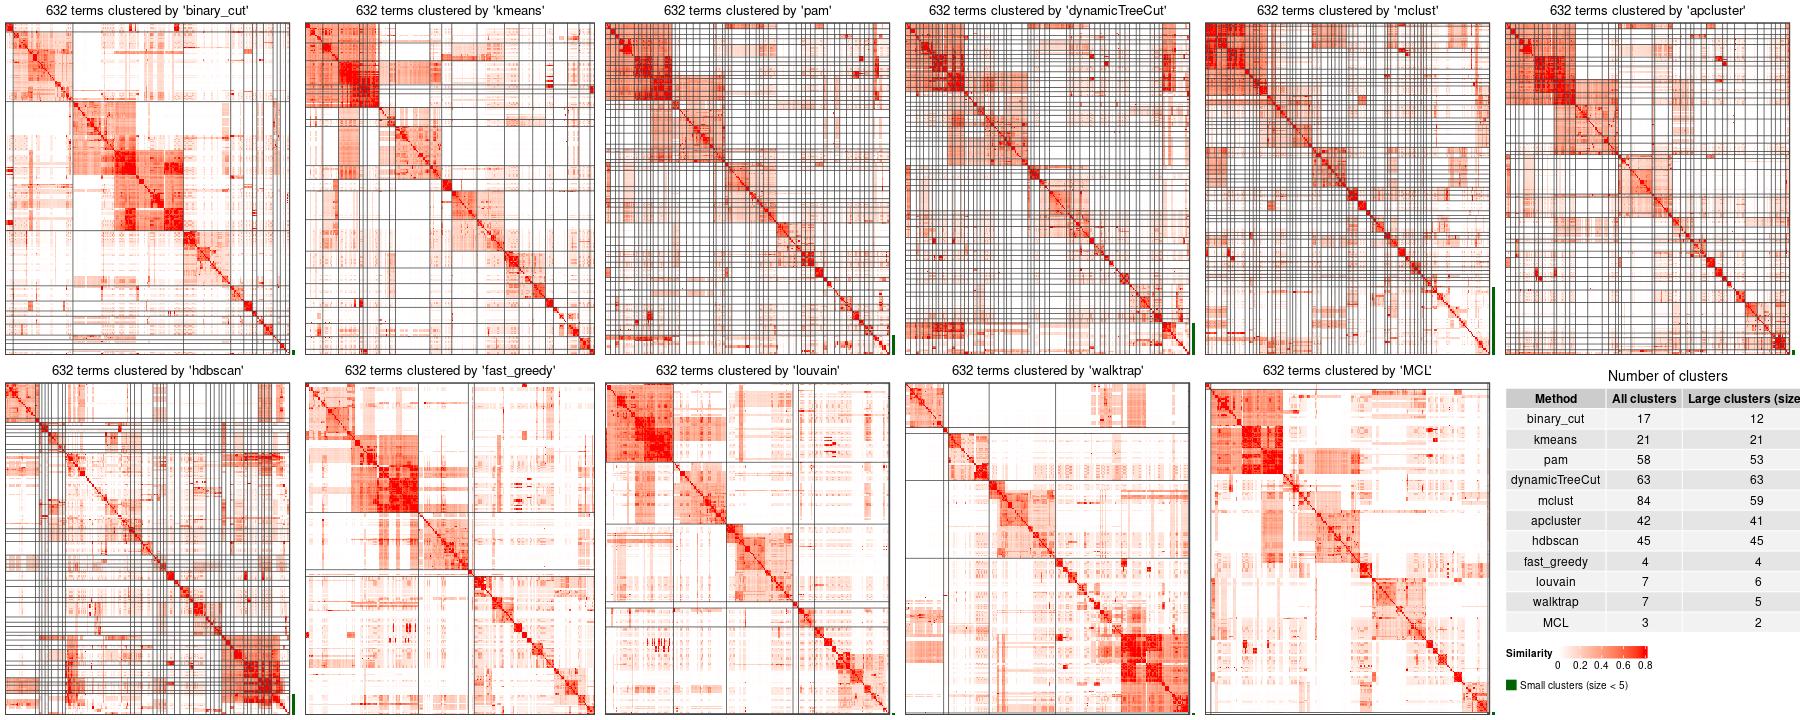 632 terms clustered by 'binary_cut'
632 terms clustered by 'kmeans'
632 terms clustered by 'pam'
632 terms clustered by 'dynamicTreeCut'
632 terms clustered by 'mclust'
632 terms clustered by 'apcluster'
632 terms clustered by 'hdbscan'
632 terms clustered by 'fast_greedy'
632 terms clustered by 'louvain'
632 terms clustered by 'walktrap'
632 terms clustered by 'MCL'
Number of clusters
Method All clusters Large clusters (size
binary_cut 17 12
kmeans 21 21
pam 58 53
dynamicTreeCut 63 63
mclust 84 59
apcluster 42 41
hdbscan 45 45
fast_greedy 4 4
louvain 7 6
walktrap 7 5
MCL 3 2
Similarity
0 0.2 0.4 0.6 0.8
Small clusters (size < 5)